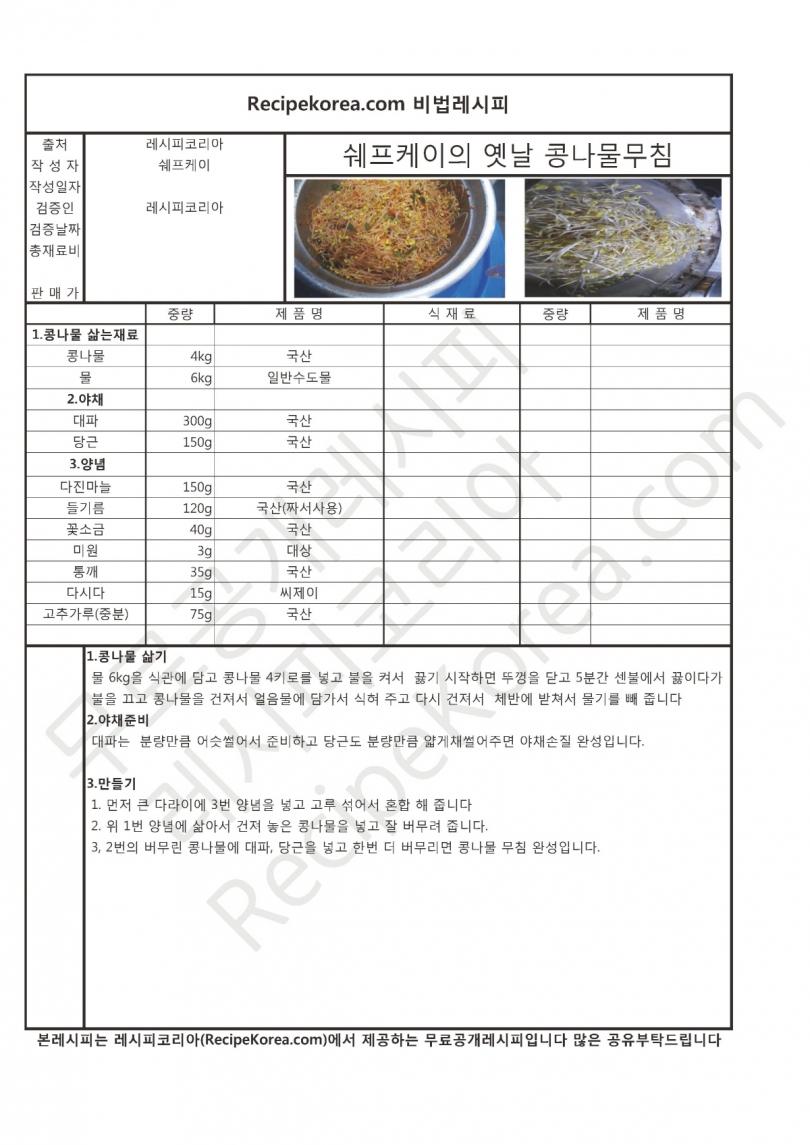 Recipekorea.com 비법레시피
출처 레시피코리아
작 성 자 쉐프케이
작성일자
검증인 레시피코리아
검증날짜
총재료비
판 매 가
쉐프케이의 옛날 콩나물무침
중량 제 품 명 식 재 료 중량 제 품 명
1.콩나물 삶는재료
콩나물 4kg 국산
물 6kg 일반수도물
2.야채
대파 300g 국산
당근 150g 국산
3.양념
다진마늘 150g 국산
들기름 120g 국산(짜서사용)
꽃소금 40g 국산
미원 3g 대상
통깨 35g 국산
다시다 15g 씨제이
고추가루(중분) 75g 국산
1.콩나물 삶기
물 6kg을 식관에 담고 콩나물 4키로를 넣고 불을 켜서 끓기 시작하면 뚜껑을 닫고 5분간 센불에서 끓이다가
불을 끄고 콩나물을 건저서 얼음물에 담가서 식혀 주고 다시 건져서 체반에 받쳐서 물기를 빼 줍니다
2.야채준비
대파는 분량만큼 어슷썰어서 준비하고 당근도 분량만큼 얇게채썰어주면 야채손질 완성입니다.
3.만들기
1. 먼저 큰 다라이에 3번 양념을 넣고 고루 섞어서 혼합 해 줍니다
2. 위 1번 양념에 삶아서 건져 놓은 콩나물을 넣고 잘 버무려 줍니다.
3, 2번의 버무린 콩나물에 대파, 당근을 넣고 한번 더 버무리면 콩나물 무침 완성입니다.
무료공개레시피
레시피코리아
RecipeKorea.com
본레시피는 레시피코리아(RecipeKorea.com)에서 제공하는 무료공개레시피입니다 많은 공유부탁드립니다